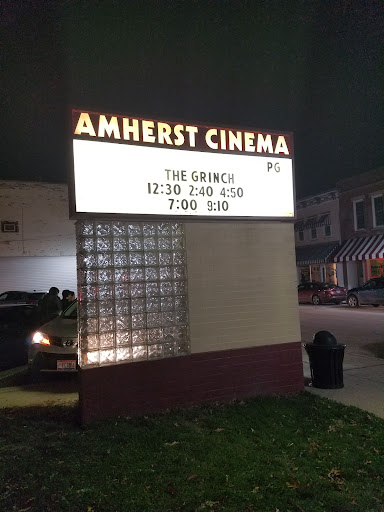 AMHERST CINEMA
PG
THE GRINCH
12:30 2:40 4:50
7:00 9:10